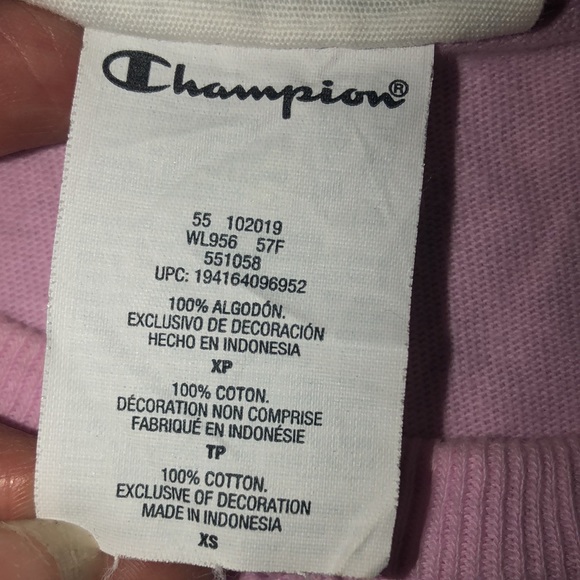 Champion®
55 102019
WL956 57F
551058
UPC: 194164096952
100% ALGODÓN.
EXCLUSIVO DE DECORACIÓN
HECHO EN INDONESIA
XP
100% COTON.
DÉCORATION NON COMPRISE
FABRIQUÉ EN INDONÉSIE
TP
100% COTTON.
EXCLUSIVE OF DECORATION
MADE IN INDONESIA
XS